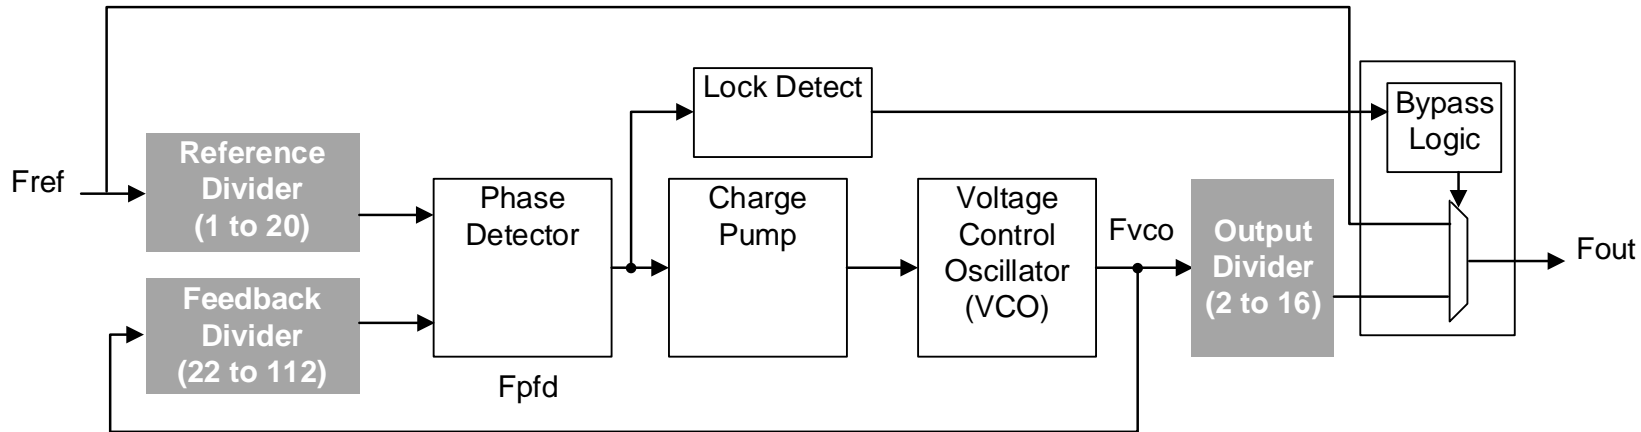 Fref
Reference
Divider
(1 to 20)
Feedback
Divider
(22 to 112)
Phase
Detector
Fpfd
Lock Detect
Charge
Pump
Voltage
Control
Oscillator
(VCO)
Fvco
Output
Divider
(2 to 16)
Bypass
Logic
Fout